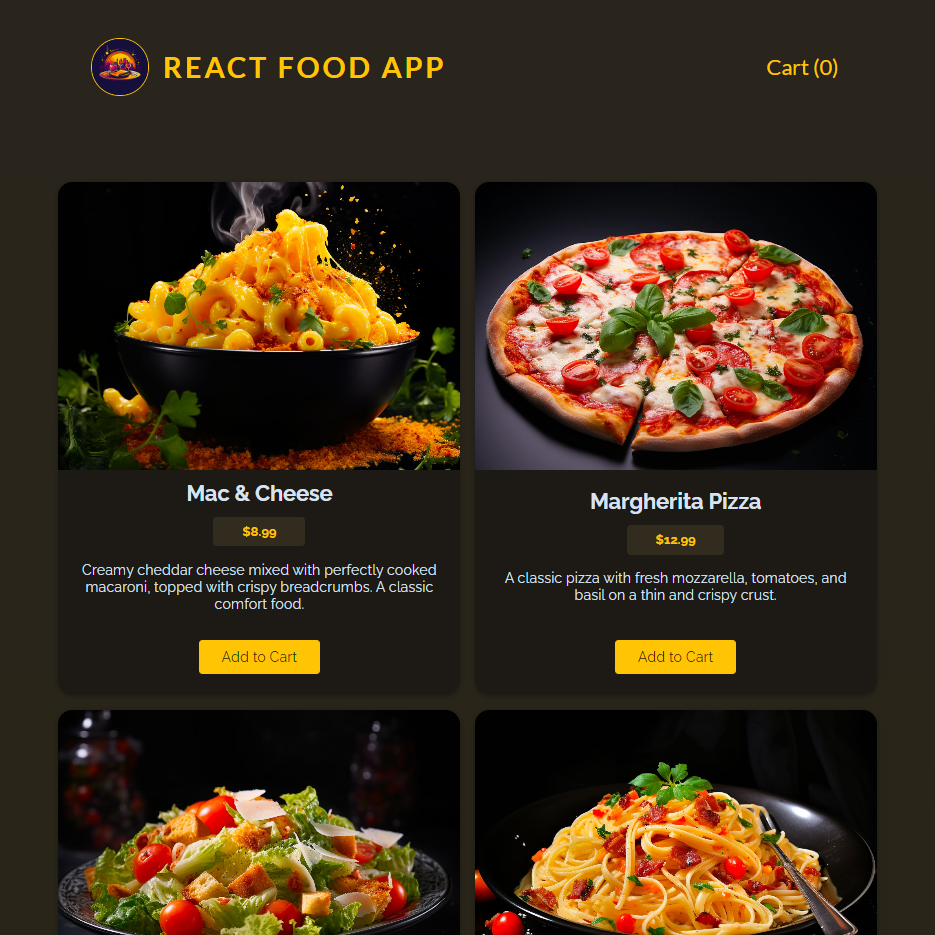 REACT FOOD APP
Cart (0)
Mac & Cheese
$8.99
Creamy cheddar cheese mixed with perfectly cooked
macaroni, topped with crispy breadcrumbs. A classic
comfort food.
Add to Cart
Margherita Pizza
$12.99
A classic pizza with fresh mozzarella, tomatoes, and
basil on a thin and crispy crust.
Add to Cart